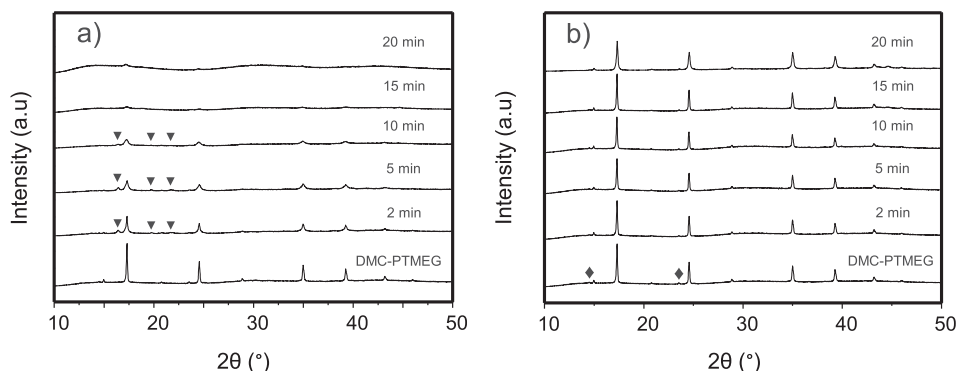 a)
20 min
15 min
10 min
5 min
2 min
DMC-PTMEG
Intensity (a.u)
10 20 30 40 50
2θ (°)
b)
20 min
15 min
10 min
5 min
2 min
DMC-PTMEG
Intensity (a.u)
10 20 30 40 50
2θ (°)